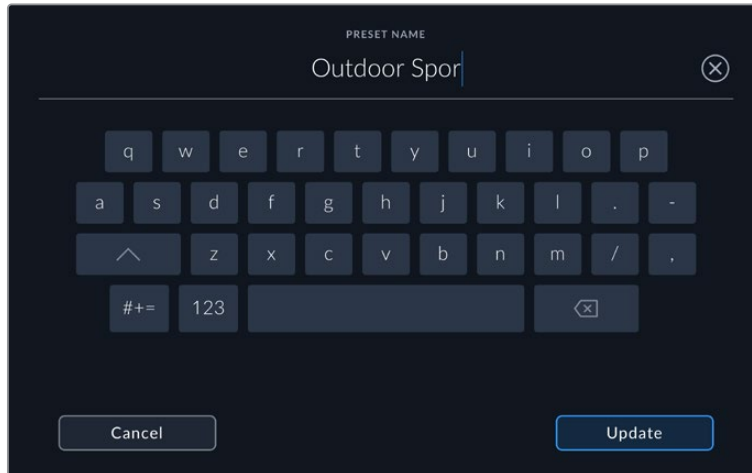 PRESET NAME
Outdoor Spor
q w e r t y u i o p
a s d f g h j k l . -
z x c v b n m / ,
#+= 123
Cancel Update